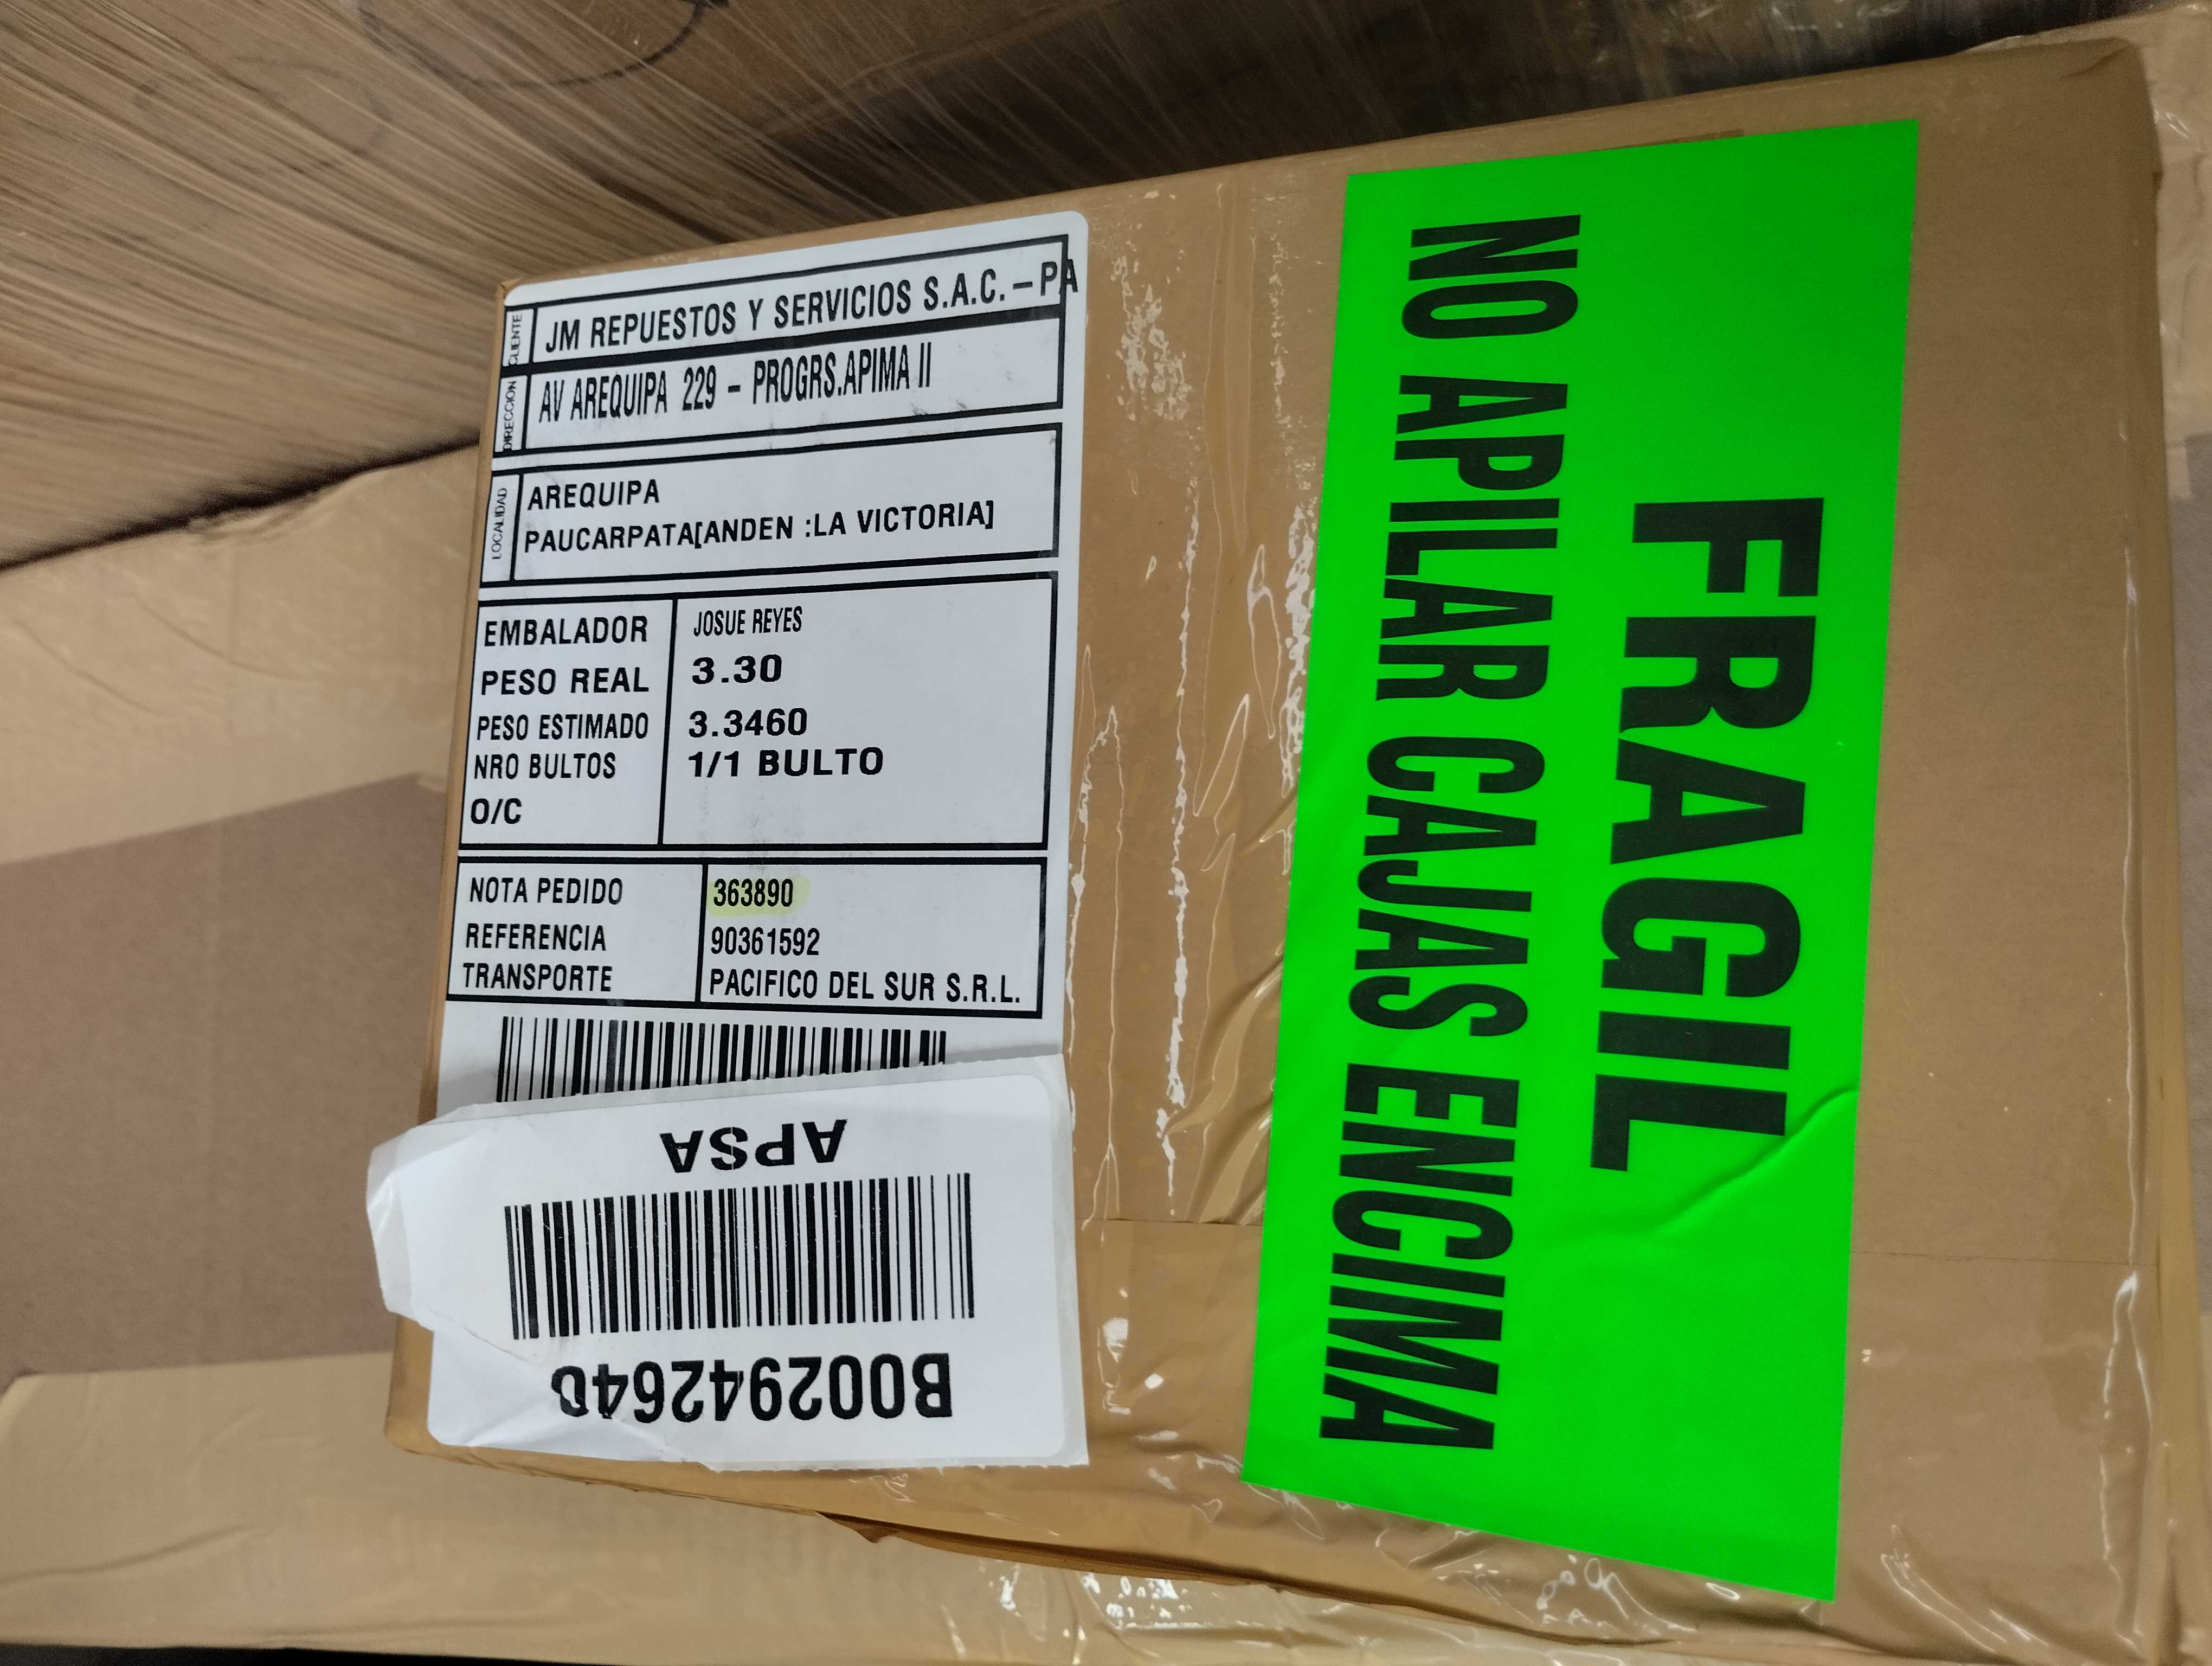 CLIENTE
JM REPUESTOS Y SERVICIOS S.A.C.-PA
DIRECCION
AV AREQUIPA 229 - PROGRS.APIMA II
LOCALIDAD
AREQUIPA
PAUCARPATA[ANDEN :LA VICTORIA]
EMBALADOR JOSUE REYES
PESO REAL 3.30
PESO ESTIMADO 3.3460
NRO BULTOS 1/1 BULTO
O/C
NOTA PEDIDO 363890
REFERENCIA 90361592
TRANSPORTE PACIFICO DEL SUR S.R.L.
APSA
B002942640
FRAGIL
NO APILAR CAJAS ENCIMA